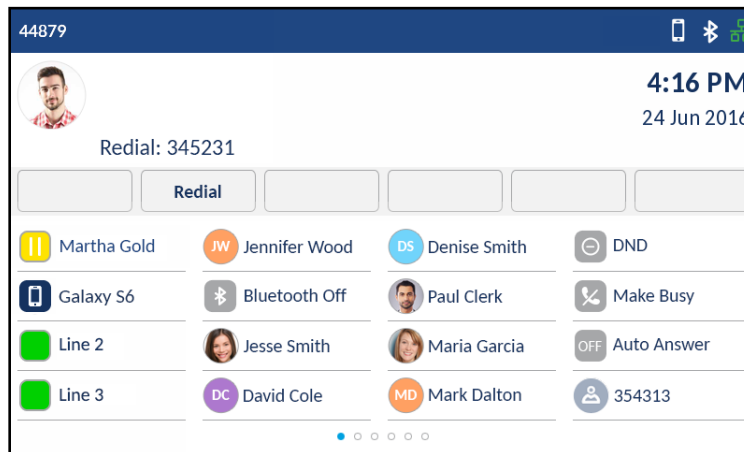 44879
4:16 PM
24 Jun 2016
Redial: 345231
Redial
Martha Gold
JW Jennifer Wood
DS Denise Smith
DND
Galaxy S6
Bluetooth Off
Paul Clerk
Make Busy
Line 2
Jesse Smith
Maria Garcia
OFF Auto Answer
Line 3
DC David Cole
MD Mark Dalton
354313